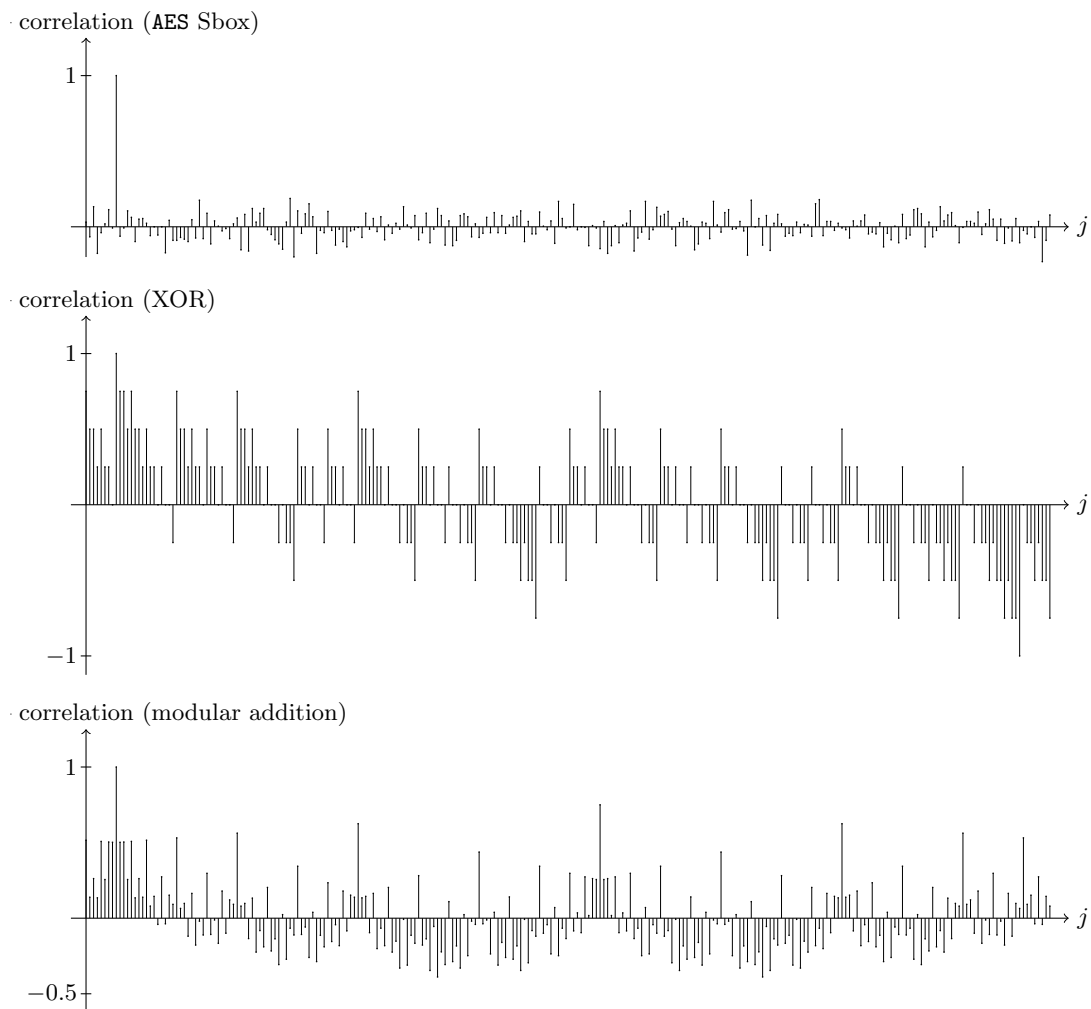 correlation (AES Sbox)
1
j
correlation (XOR)
1
j
−1
correlation (modular addition)
1
j
−0.5